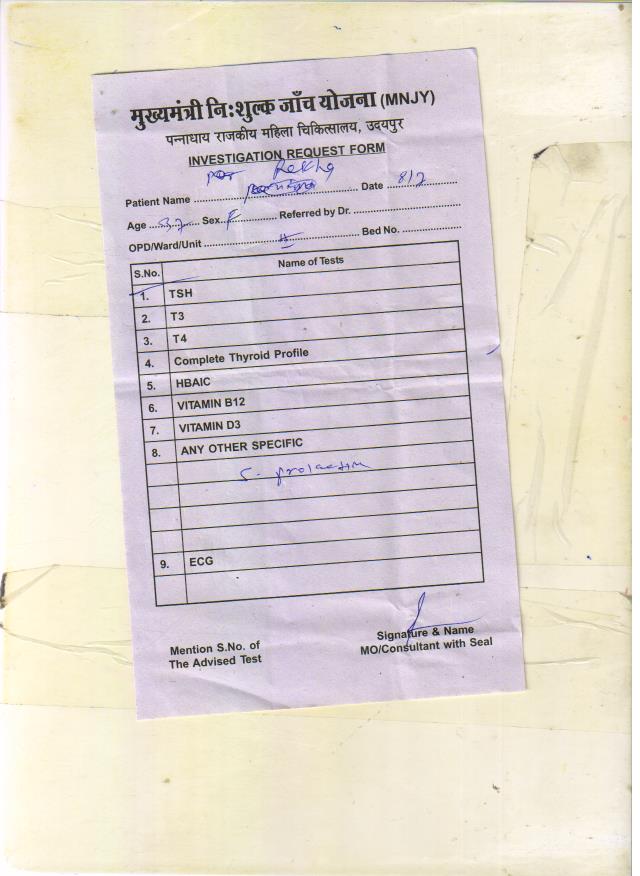 मुख्यमंत्री नि:शुल्क जाँच योजना (MNJY)
पन्नाधाय राजकीय महिला चिकित्सालय, उदयपुर
INVESTIGATION REQUEST FORM
Rekha
Patient Name .......... Date 8/2
Age 32 Sex F Referred by Dr. ..........
OPD/Ward/Unit .......... Bed No. ..........
S.No. Name of Tests
1. TSH
2. T3
3. T4
4. Complete Thyroid Profile
5. HBAIC
6. VITAMIN B12
7. VITAMIN D3
8. ANY OTHER SPECIFIC
S. prolactin
9. ECG
Mention S.No. of Signature & Name
The Advised Test MO/Consultant with Seal